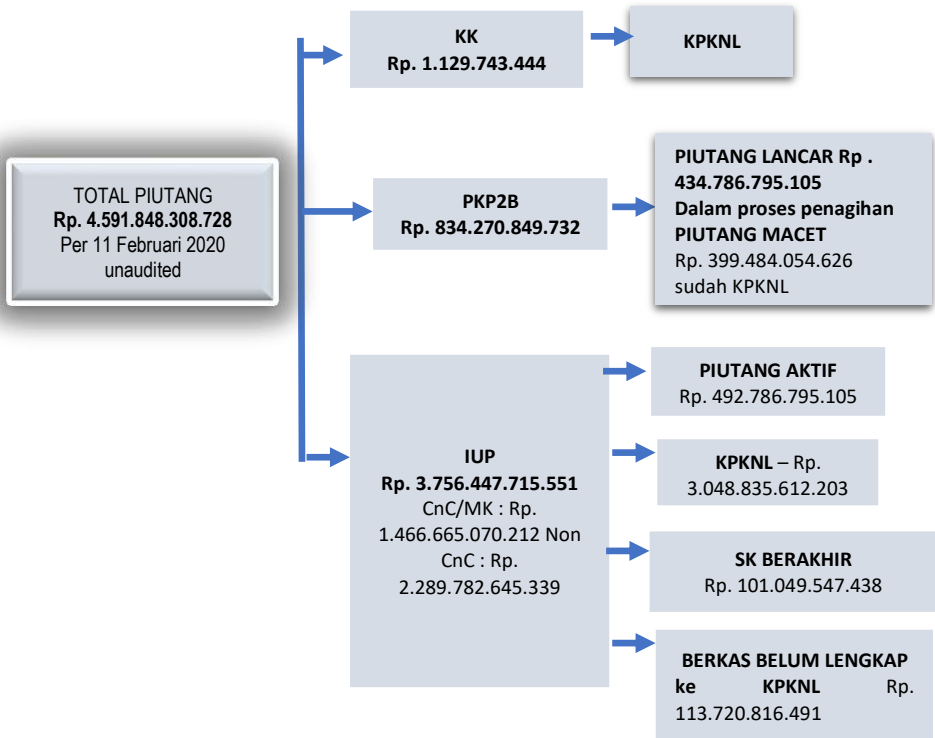 TOTAL PIUTANG
Rp. 4.591.848.308.728
Per 11 Februari 2020
unaudited
KK
Rp. 1.129.743.444
KPKNL
PKP2B
Rp. 834.270.849.732
PIUTANG LANCAR Rp .
434.786.795.105
Dalam proses penagihan
PIUTANG MACET
Rp. 399.484.054.626
sudah KPKNL
IUP
Rp. 3.756.447.715.551
CnC/MK : Rp.
1.466.665.070.212 Non
CnC : Rp.
2.289.782.645.339
PIUTANG AKTIF
Rp. 492.786.795.105
KPKNL – Rp.
3.048.835.612.203
SK BERAKHIR
Rp. 101.049.547.438
BERKAS BELUM LENGKAP
ke KPKNL Rp.
113.720.816.491